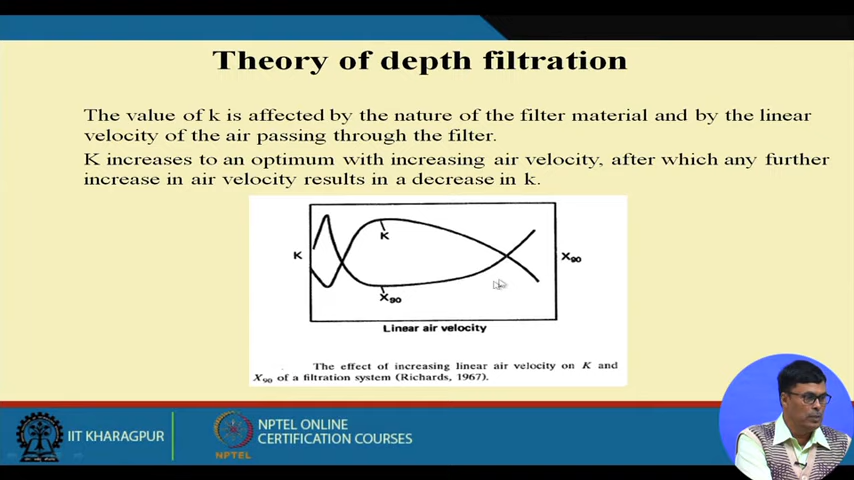 Theory of depth filtration
The value of k is affected by the nature of the filter material and by the linear
velocity of the air passing through the filter.
K increases to an optimum with increasing air velocity, after which any further
increase in air velocity results in a decrease in k.
K
K
X90
X90
Linear air velocity
The effect of increasing linear air velocity on K and
X90 of a filtration system (Richards, 1967).
IIT KHARAGPUR
NPTEL
NPTEL ONLINE
CERTIFICATION COURSES